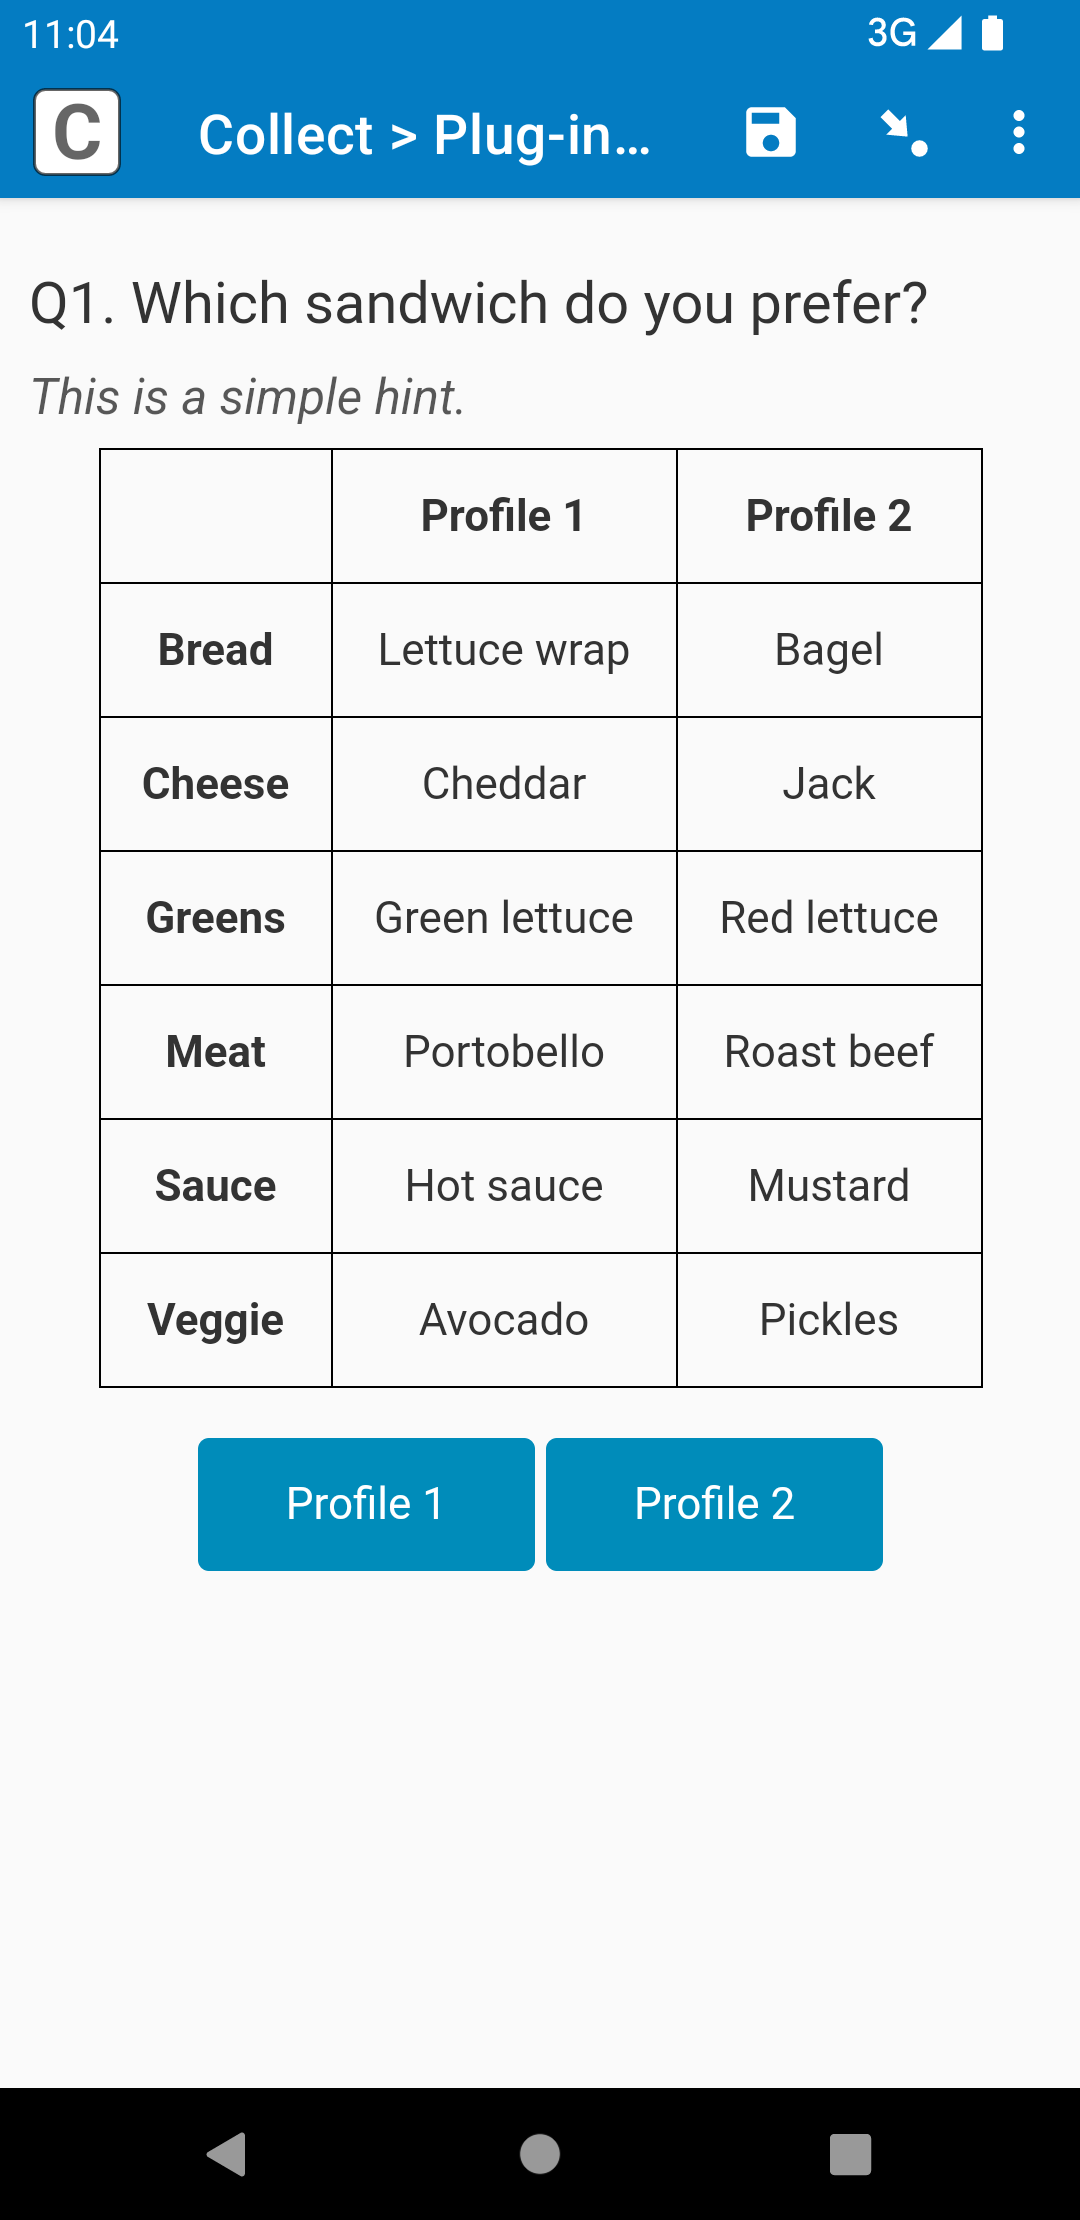 11:04 3G
C Collect > Plug-in...
Q1. Which sandwich do you prefer?
This is a simple hint.
Profile 1 Profile 2
Bread Lettuce wrap Bagel
Cheese Cheddar Jack
Greens Green lettuce Red lettuce
Meat Portobello Roast beef
Sauce Hot sauce Mustard
Veggie Avocado Pickles
Profile 1 Profile 2